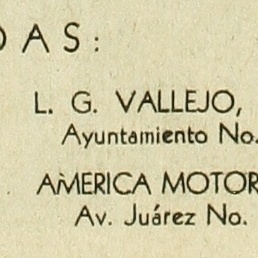 DAS:
L. G. VALLEJO,
Ayuntamiento No.
AMERICA MOTOR
Av. Juárez No.